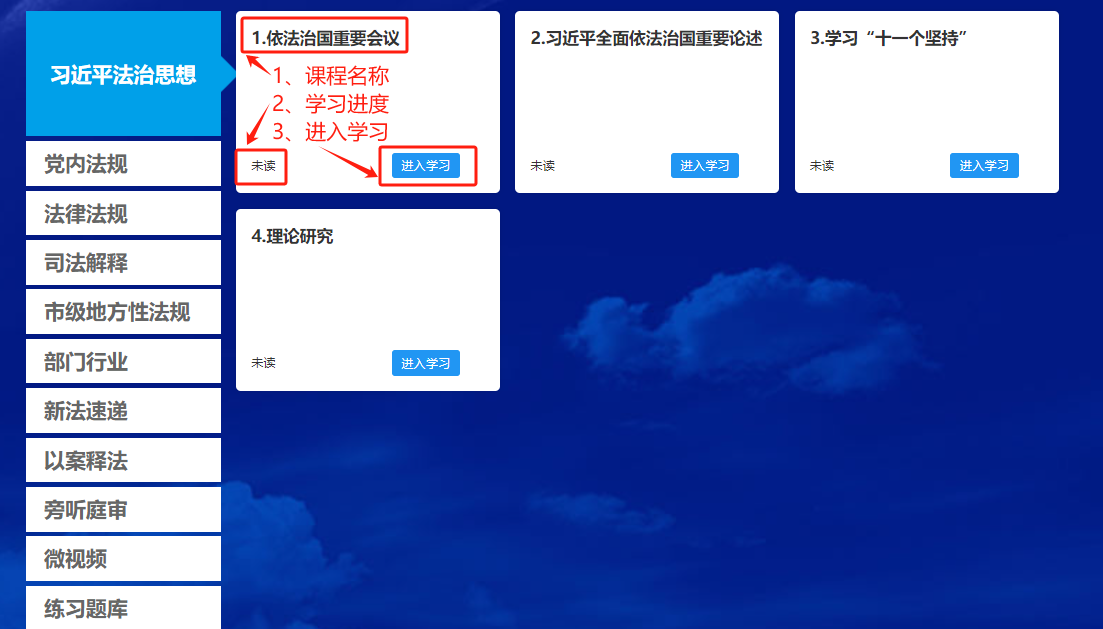 习近平法治思想
党内法规
法律法规
司法解释
市级地方性法规
部门行业
新法速递
以案释法
旁听庭审
微视频
练习题库
1.依法治国重要会议
1、课程名称
2、学习进度
3、进入学习
未读
进入学习
2.习近平全面依法治国重要论述
未读
进入学习
3.学习“十一个坚持”
未读
进入学习
4.理论研究
未读
进入学习